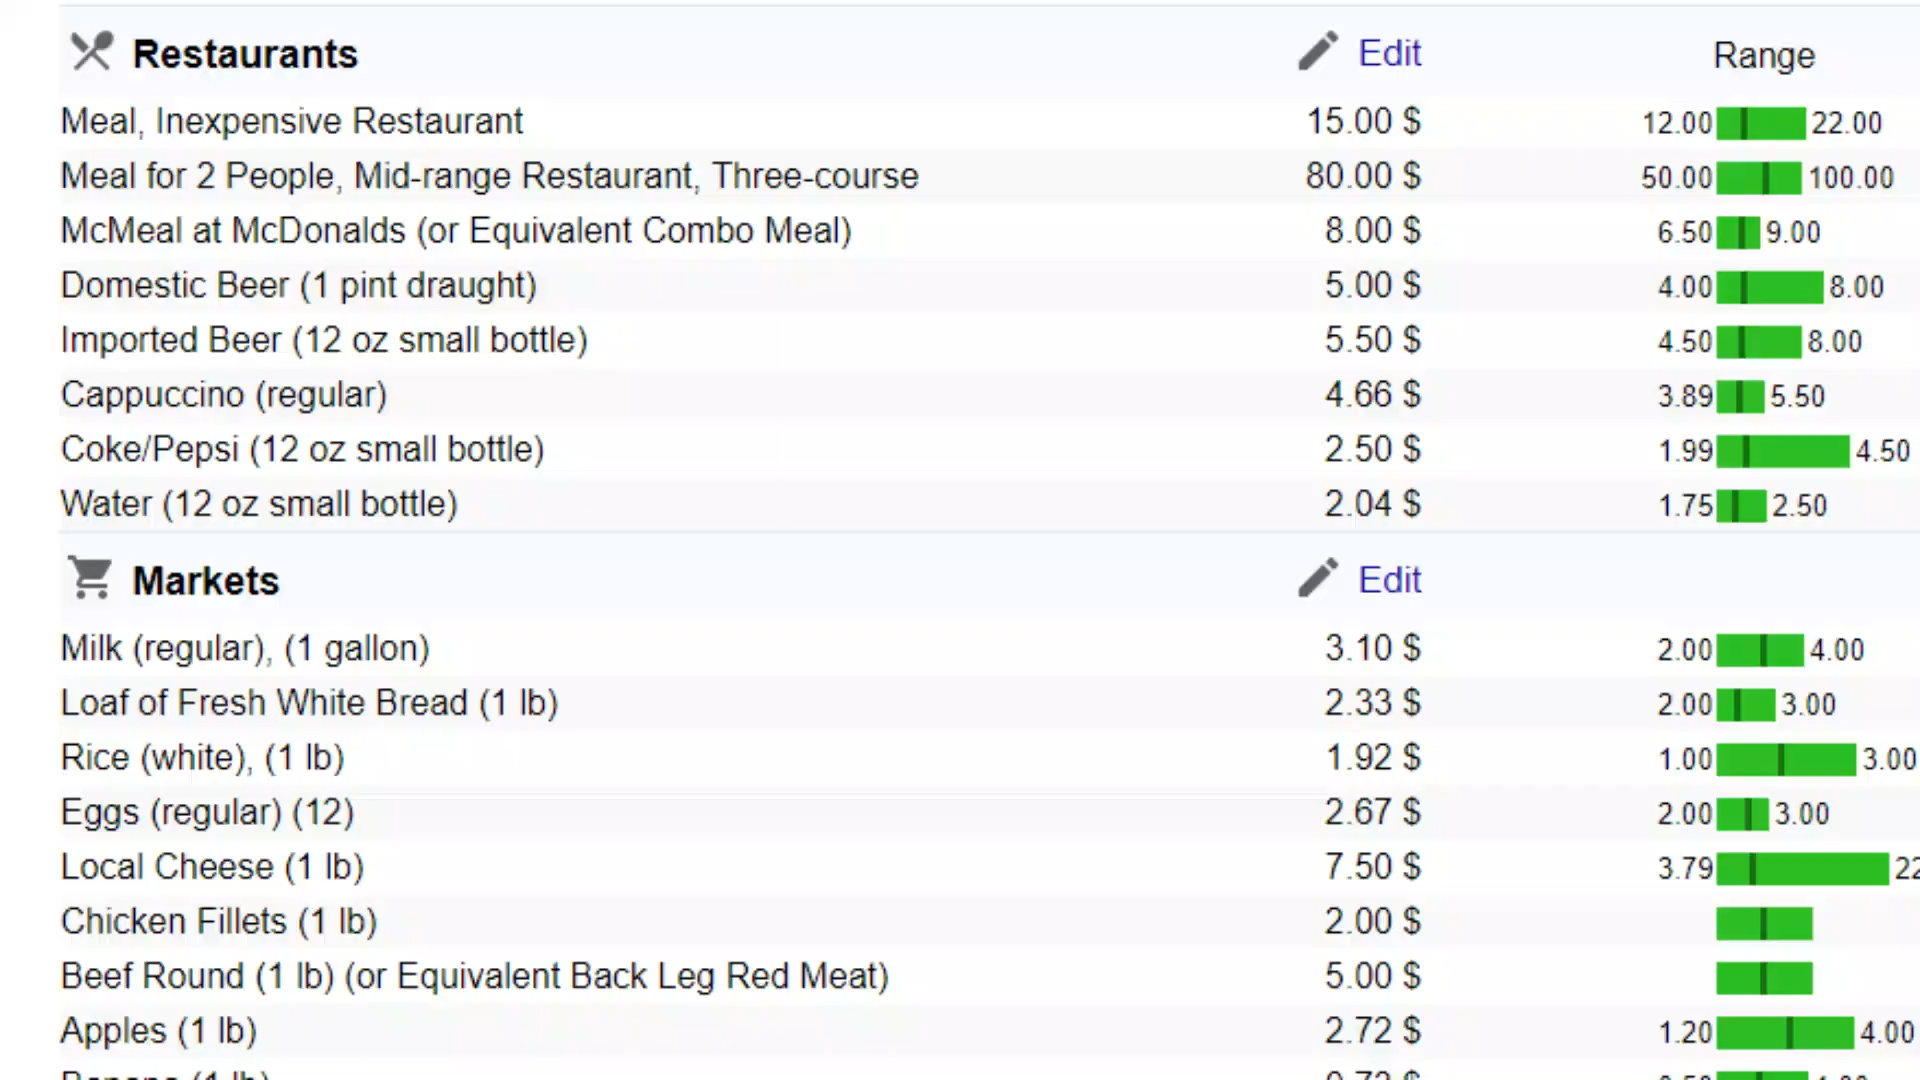 Restaurants Edit Range
Meal, Inexpensive Restaurant 15.00 $ 12.00 22.00
Meal for 2 People, Mid-range Restaurant, Three-course 80.00 $ 50.00 100.00
McMeal at McDonalds (or Equivalent Combo Meal) 8.00 $ 6.50 9.00
Domestic Beer (1 pint draught) 5.00 $ 4.00 8.00
Imported Beer (12 oz small bottle) 5.50 $ 4.50 8.00
Cappuccino (regular) 4.66 $ 3.89 5.50
Coke/Pepsi (12 oz small bottle) 2.50 $ 1.99 4.50
Water (12 oz small bottle) 2.04 $ 1.75 2.50
Markets Edit
Milk (regular), (1 gallon) 3.10 $ 2.00 4.00
Loaf of Fresh White Bread (1 lb) 2.33 $ 2.00 3.00
Rice (white), (1 lb) 1.92 $ 1.00 3.00
Eggs (regular) (12) 2.67 $ 2.00 3.00
Local Cheese (1 lb) 7.50 $ 3.79 22
Chicken Fillets (1 lb) 2.00 $
Beef Round (1 lb) (or Equivalent Back Leg Red Meat) 5.00 $
Apples (1 lb) 2.72 $ 1.20 4.00